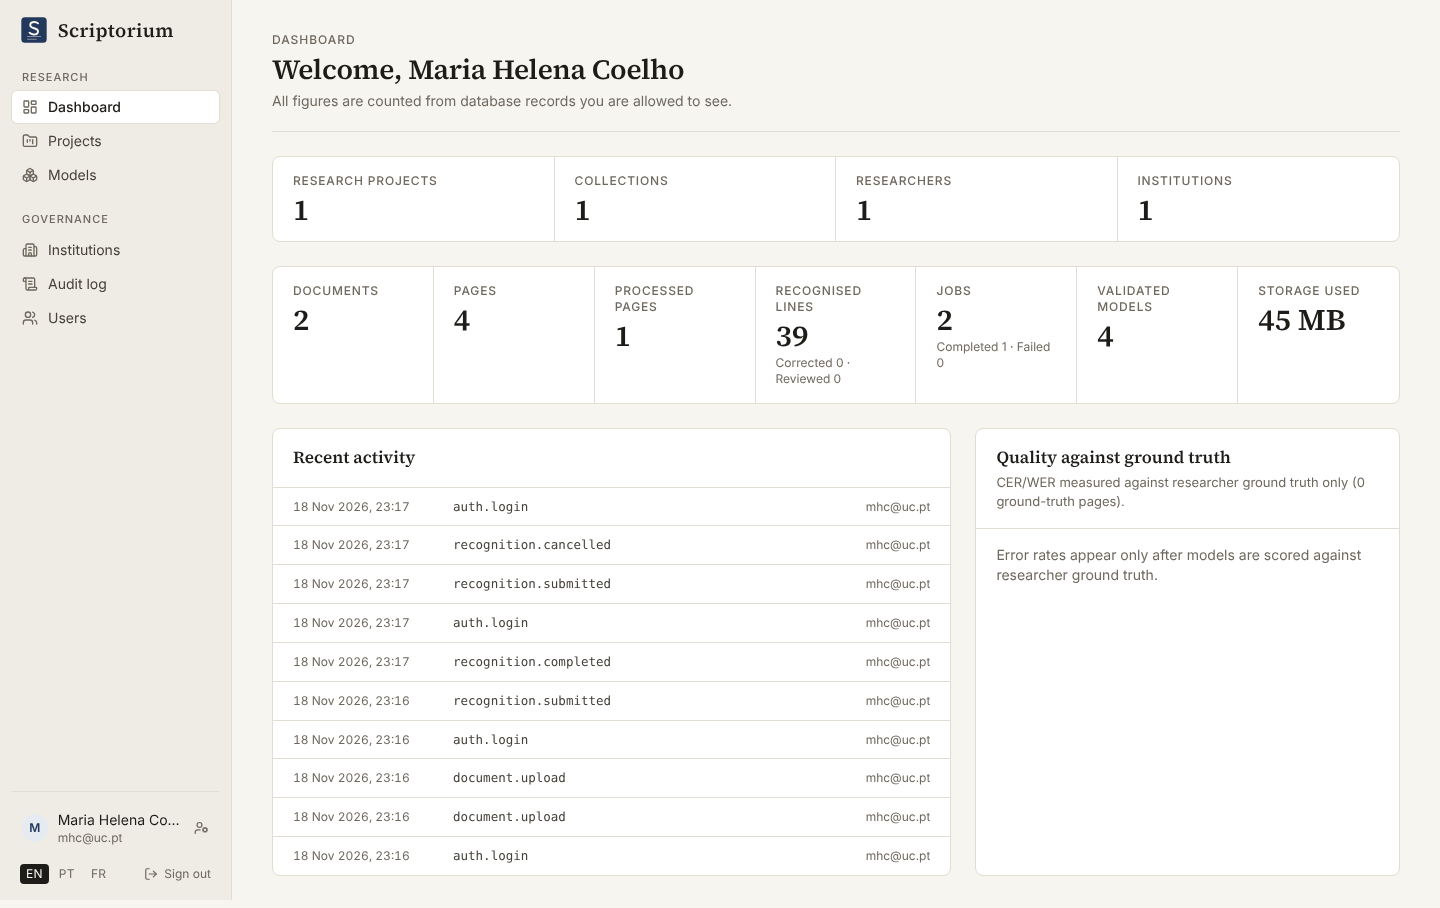 Scriptorium
RESEARCH
Dashboard
Projects
Models
GOVERNANCE
Institutions
Audit log
Users
M
Maria Helena Co...
mhc@uc.pt
EN PT FR Sign out
DASHBOARD
Welcome, Maria Helena Coelho
All figures are counted from database records you are allowed to see.
RESEARCH PROJECTS
1
COLLECTIONS
1
RESEARCHERS
1
INSTITUTIONS
1
DOCUMENTS
2
PAGES
4
PROCESSED
PAGES
1
RECOGNISED
LINES
39
Corrected 0 ·
Reviewed 0
JOBS
2
Completed 1 · Failed
0
VALIDATED
MODELS
4
STORAGE USED
45 MB
Recent activity
18 Nov 2026, 23:17 auth.login mhc@uc.pt
18 Nov 2026, 23:17 recognition.cancelled mhc@uc.pt
18 Nov 2026, 23:17 recognition.submitted mhc@uc.pt
18 Nov 2026, 23:17 auth.login mhc@uc.pt
18 Nov 2026, 23:17 recognition.completed mhc@uc.pt
18 Nov 2026, 23:16 recognition.submitted mhc@uc.pt
18 Nov 2026, 23:16 auth.login mhc@uc.pt
18 Nov 2026, 23:16 document.upload mhc@uc.pt
18 Nov 2026, 23:16 document.upload mhc@uc.pt
18 Nov 2026, 23:16 auth.login mhc@uc.pt
Quality against ground truth
CER/WER measured against researcher ground truth only (0
ground-truth pages).
Error rates appear only after models are scored against
researcher ground truth.